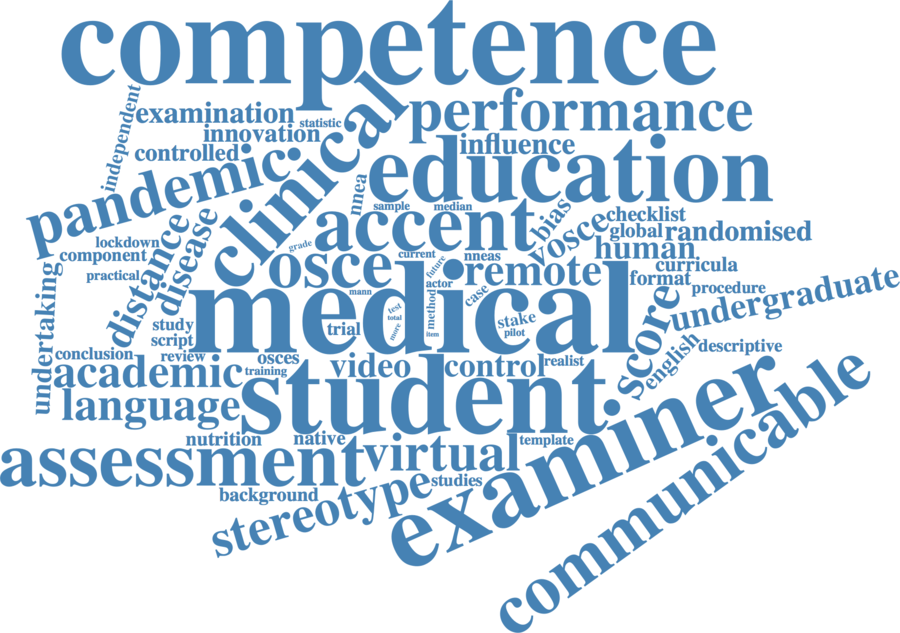 competence
independent
examination
statistic
performance
innovation
influence
controlled
clinical
pandemic
education
nnea
sample
median
accent
bias
checklist
vosce
global
randomised
lockdown
distance
disease
grade
human
component
current
future
nneas
osce
remote
curricula
practical
actor
format
procedure
undergraduate
undertaking
medical
mann
method
case
test
total
more
item
stake
pilot
trial
score
study
script
english
descriptive
conclusion
review
osces
video
control
realist
academic
training
student
language
examiner
communicable
nutrition
native
virtual
template
assessment
studies
background
stereotype